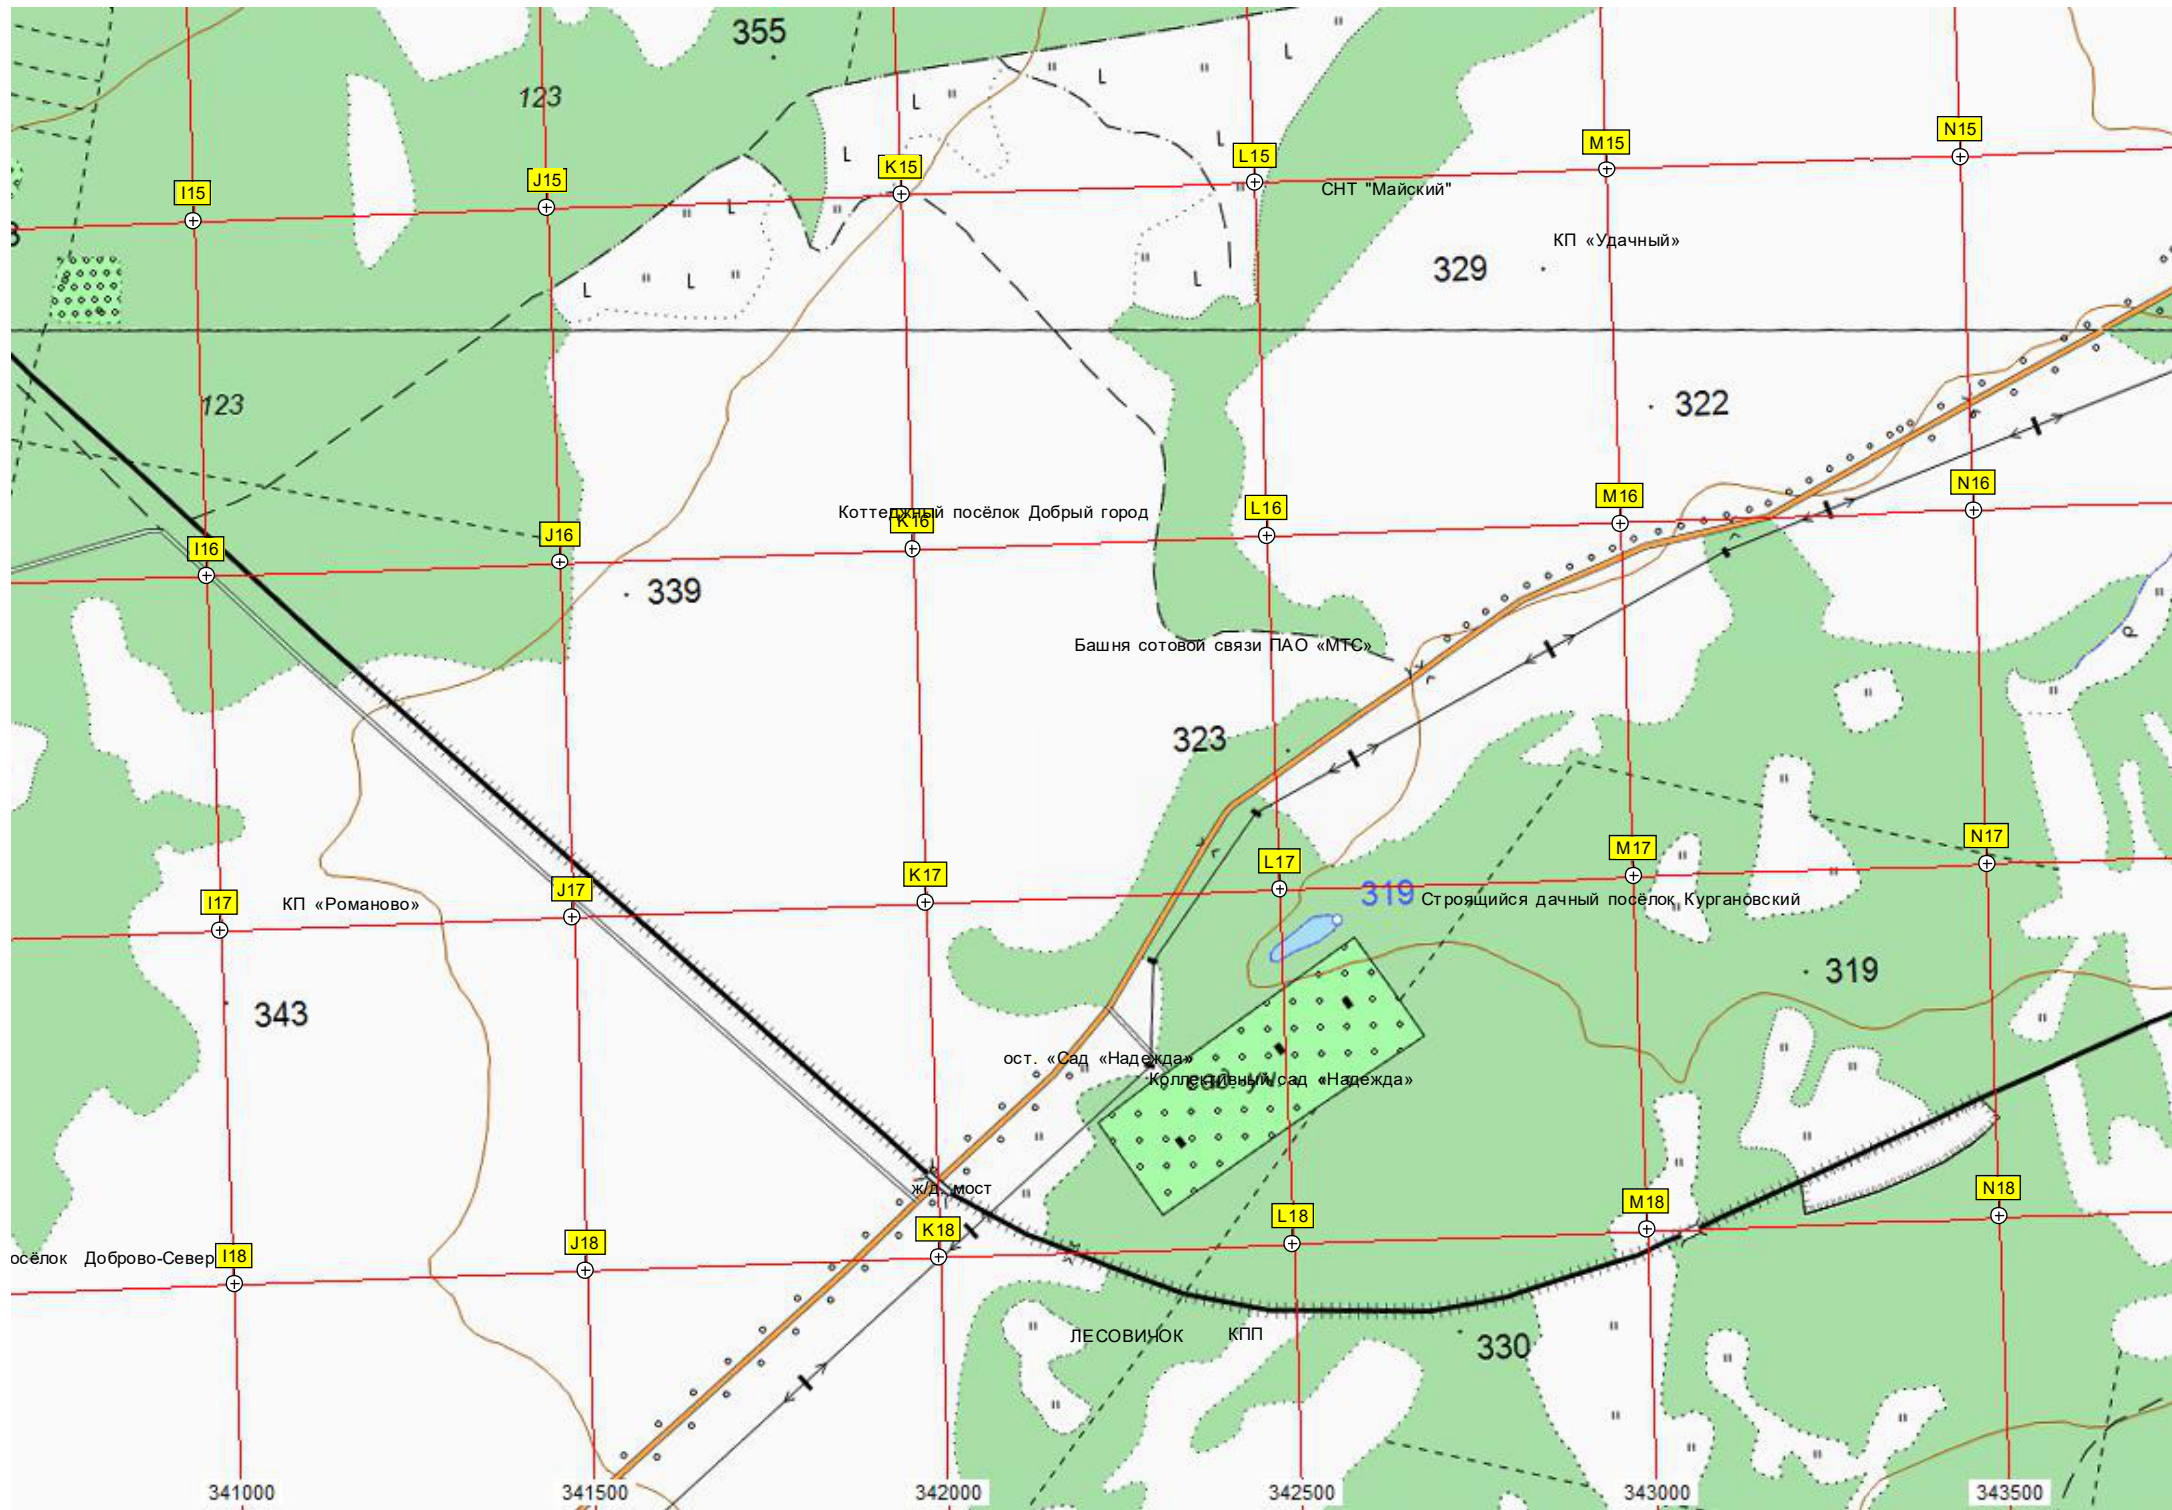 355
123
N15
M15
L15
K15
J15
I15
СНТ "Майский"
КП «Удачный»
329
123
322
N16
M16
L16
Коттеджный посёлок Добрый город
K16
J16
I16
339
Башня сотовой связи ПАО «МТС»
323
N17
M17
L17
K17
J17
I17
319
Строящийся дачный посёлок Кургановский
КП «Романово»
319
343
ост. «Сад «Надежда»
Коллективный сад «Надежда»
сад. уч.
ж/д. мост
N18
M18
L18
K18
J18
I18
осёлок Доброво-Север
ЛЕСОВИЧОК
КПП
330
341000
341500
342000
342500
343000
343500